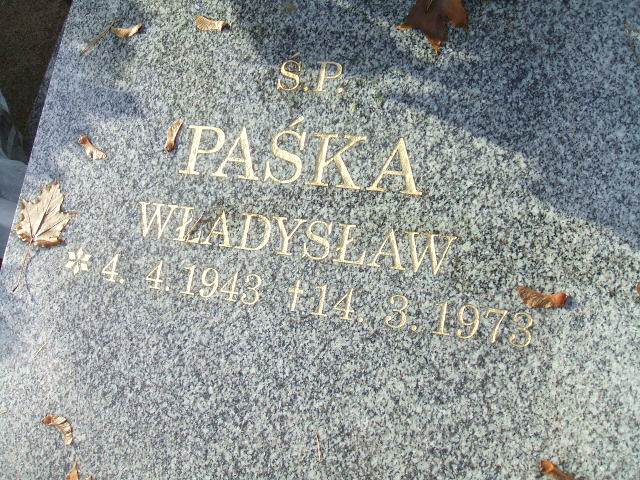 Ś.P.
PAŚKA
WŁADYSŁAW
* 4. 4. 1943 † 14. 3. 1973